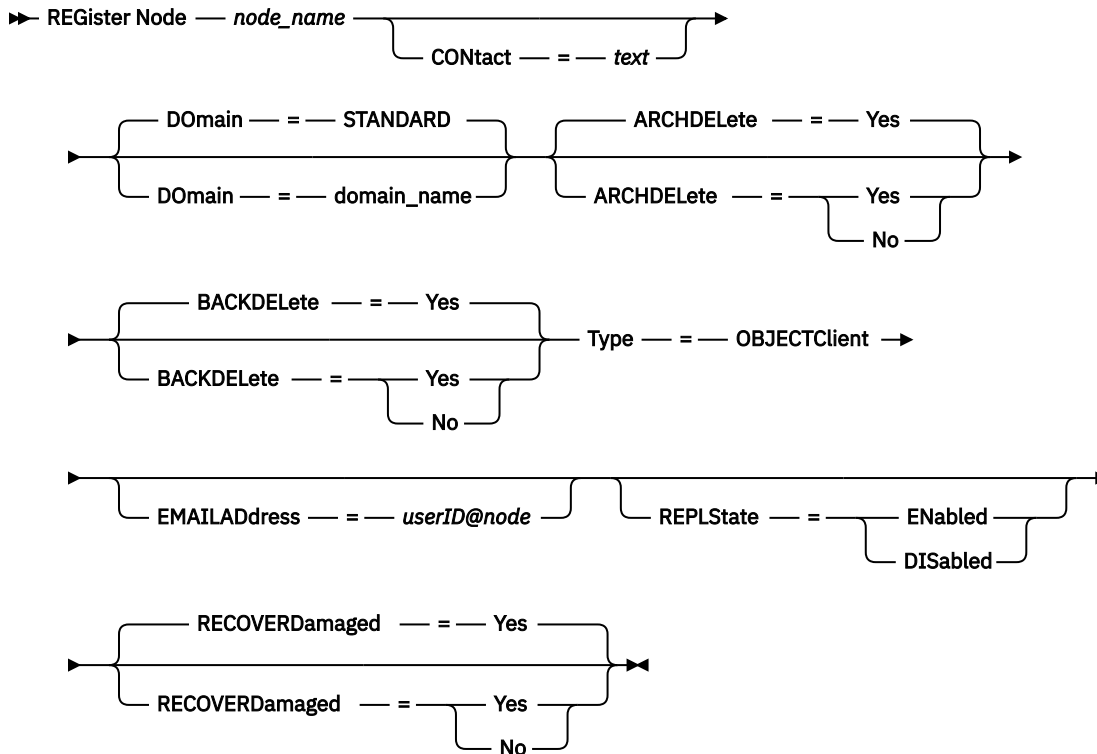 REGister Node — node_name
CONtact — = — text
DOmain — = — STANDARD
DOmain — = — domain_name
ARCHDELete — = — Yes
ARCHDELete — = — Yes
No
BACKDELete — = — Yes
BACKDELete — = — Yes
No
Type — = — OBJECTClient
EMAILADdress — = — userID@node
REPLState — = — ENabled
DISabled
RECOVERDamaged — = — Yes
RECOVERDamaged — = — Yes
No